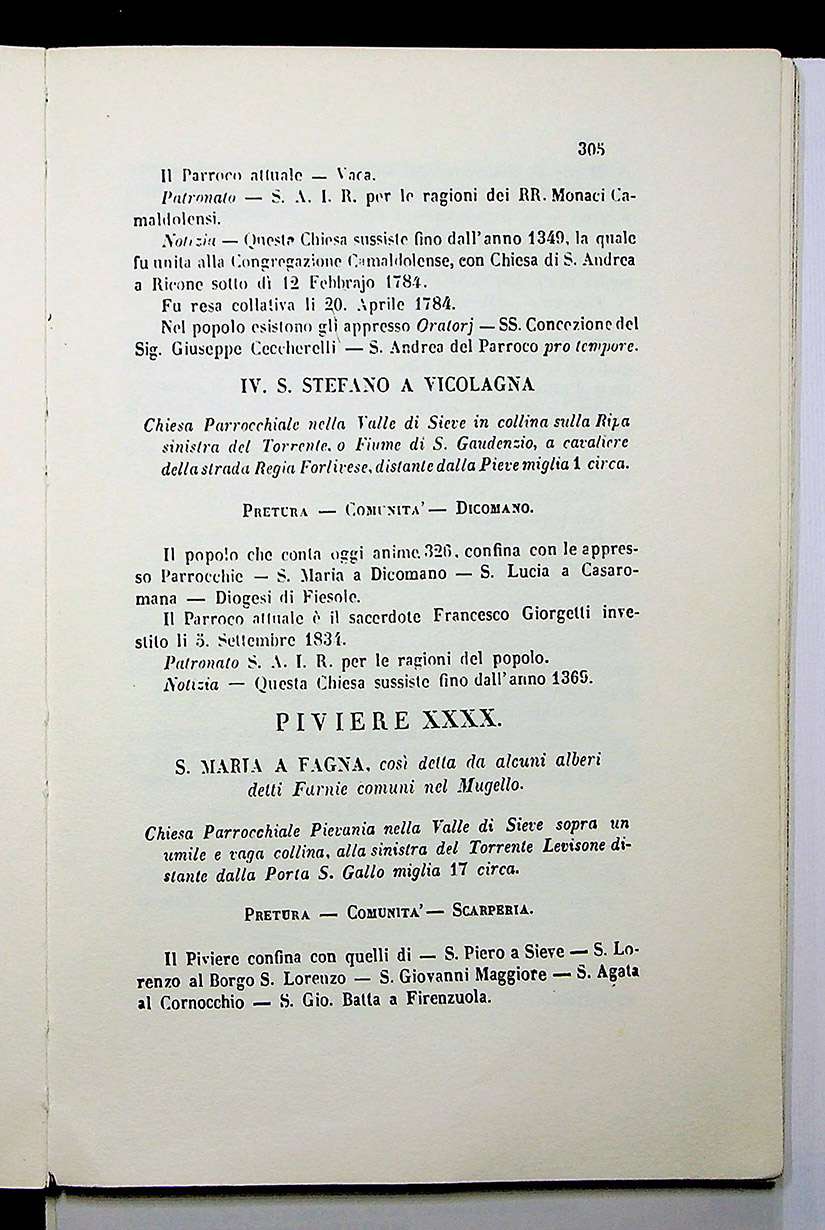 305
Il Parroco attuale — Vaca.
Patronato — S. A. I. R. per le ragioni dei RR. Monaci Ca-
maldolensi.
Notizia — Questa Chiesa sussiste fino dall'anno 1349, la quale
fu unita alla Congregazione Camaldolense, con Chiesa di S. Andrea
a Ricone sotto dì 12 Febbrajo 1784.
Fu resa collativa li 20. Aprile 1784.
Nel popolo esistono gli appresso Oratorj — SS. Concezione del
Sig. Giuseppe Ceccherelli — S. Andrea del Parroco pro tempore.
IV. S. STEFANO A VICOLAGNA
Chiesa Parrocchiale nella Valle di Sieve in collina sulla Ripa
sinistra del Torrente, o Fiume di S. Gaudenzio, a cavaliere
della strada Regia Forlivese, distante dalla Pieve miglia 1 circa.
PRETURA — COMUNITA' — DICOMANO.
Il popolo che conta oggi anime 326, confina con le appres-
so Parrocchie — S. Maria a Dicomano — S. Lucia a Casaro-
mana — Diogesi di Fiesole.
Il Parroco attuale è il sacerdote Francesco Giorgetti inve-
stito li 5. Settembre 1834.
Patronato S. A. I. R. per le ragioni del popolo.
Notizia — Questa Chiesa sussiste fino dall'anno 1365.
PIVIERE XXXX.
S. MARIA A FAGNA, così detta da alcuni alberi
detti Farnie comuni nel Mugello.
Chiesa Parrocchiale Pievania nella Valle di Sieve sopra un
umile e vaga collina, alla sinistra del Torrente Levisone di-
stante dalla Porta S. Gallo miglia 17 circa.
PRETURA — COMUNITA' — SCARPERIA.
Il Piviere confina con quelli di — S. Piero a Sieve — S. Lo-
renzo al Borgo S. Lorenzo — S. Giovanni Maggiore — S. Agata
al Cornocchio — S. Gio. Batta a Firenzuola.